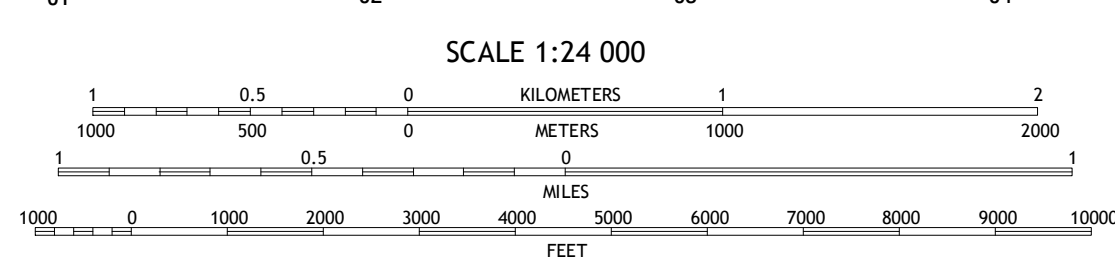 SCALE 1:24 000
1 0.5 0 KILOMETERS 1 2
1000 500 0 METERS 1000 2000
1 0.5 0 1
MILES
1000 0 1000 2000 3000 4000 5000 6000 7000 8000 9000 10000
FEET